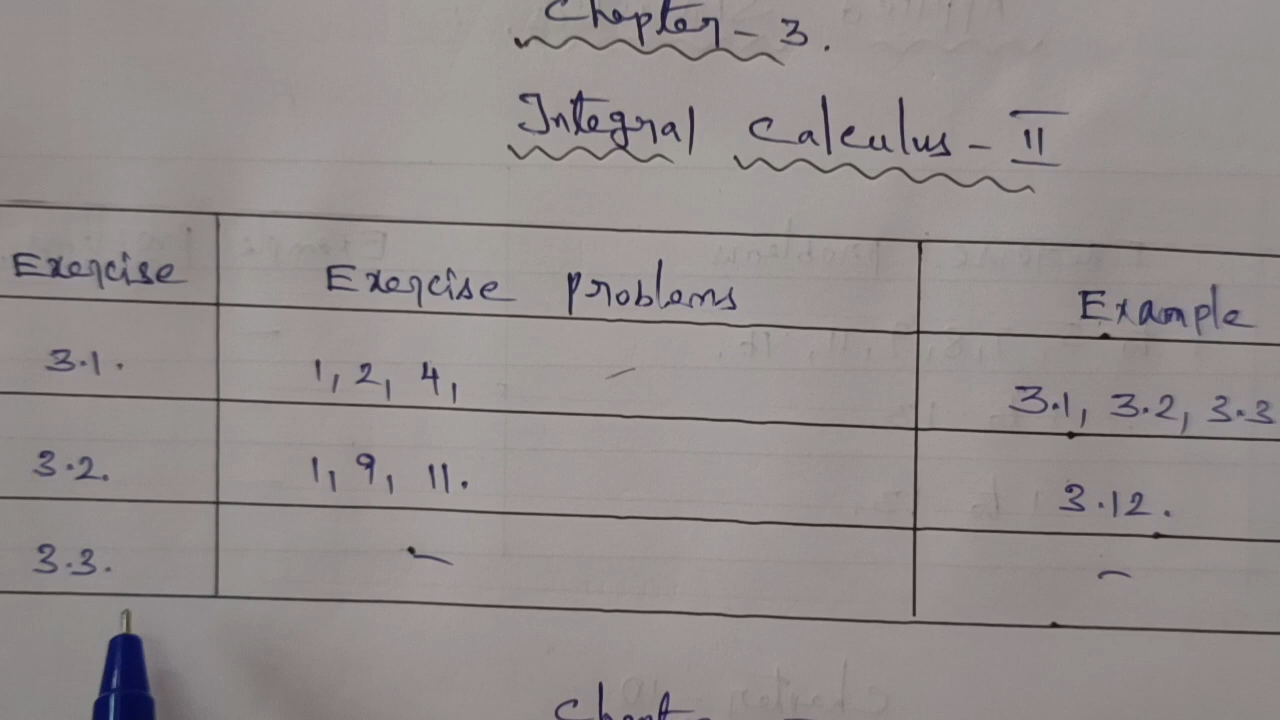 Chapter - 3.
Integral Calculus - II
Exercise Exercise problems Example
3.1. 1, 2, 4, - 3.1, 3.2, 3.3
3.2. 1, 9, 11. 3.12.
3.3. - -